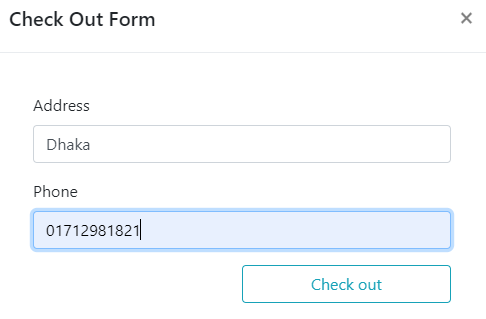 Check Out Form
×
Address
Dhaka
Phone
01712981821
Check out